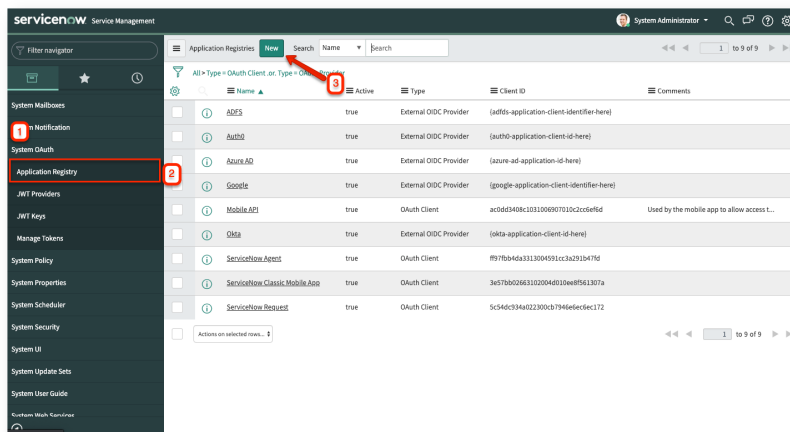 servicenow Service Management
System Administrator
Filter navigator
System Mailboxes
1
m Notification
System OAuth
Application Registry
2
JWT Providers
JWT Keys
Manage Tokens
System Policy
System Properties
System Scheduler
System Security
System UI
System Update Sets
System User Guide
System Web Services
Application Registries New Search Name Search 1 to 9 of 9
All > Type = OAuth Client .or. Type = OAuth Provider
3
Name Active Type Client ID Comments
ADFS true External OIDC Provider {adfds-application-client-identifier-here}
Auth0 true External OIDC Provider {auth0-application-client-id-here}
Azure AD true External OIDC Provider {azure-ad-application-id-here}
Google true External OIDC Provider {google-application-client-identifier-here}
Mobile API true OAuth Client ac0dd3408c1031006907010c2cc6ef6d Used by the mobile app to allow access t...
Okta true External OIDC Provider {okta-application-client-id-here}
ServiceNow Agent true OAuth Client ff97fbb4da3313004591cc3a291b47fd
ServiceNow Classic Mobile App true OAuth Client 3e57bb02663102004d010ee8f561307a
ServiceNow Request true OAuth Client 5c54dc934a022300cb7946e6ec6ec172
Actions on selected rows... 1 to 9 of 9